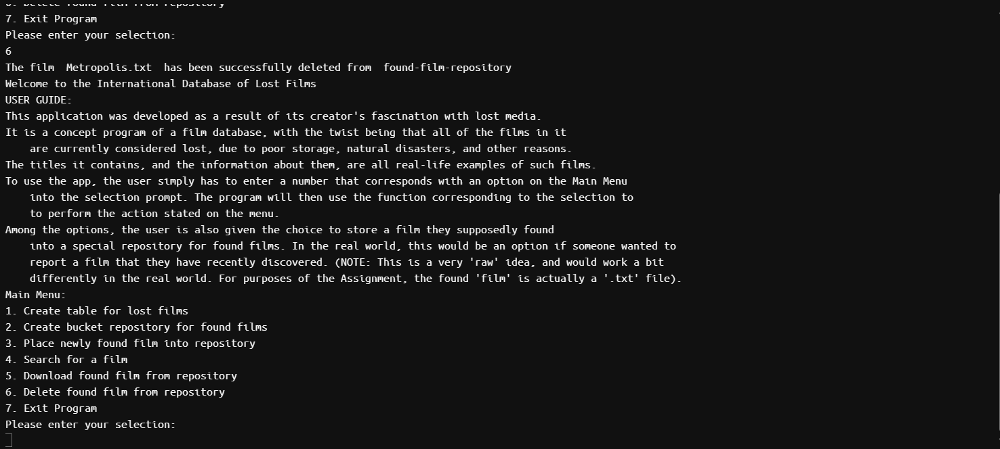 6. Delete found film from repository
7. Exit Program
Please enter your selection:
6
The film  Metropolis.txt  has been successfully deleted from  found-film-repository
Welcome to the International Database of Lost Films
USER GUIDE:
This application was developed as a result of its creator's fascination with lost media.
It is a concept program of a film database, with the twist being that all of the films in it
    are currently considered lost, due to poor storage, natural disasters, and other reasons.
The titles it contains, and the information about them, are all real-life examples of such films.
To use the app, the user simply has to enter a number that corresponds with an option on the Main Menu
    into the selection prompt. The program will then use the function corresponding to the selection to
    to perform the action stated on the menu.
Among the options, the user is also given the choice to store a film they supposedly found
    into a special repository for found films. In the real world, this would be an option if someone wanted to
    report a film that they have recently discovered. (NOTE: This is a very 'raw' idea, and would work a bit
    differently in the real world. For purposes of the Assignment, the found 'film' is actually a '.txt' file).
Main Menu:
1. Create table for lost films
2. Create bucket repository for found films
3. Place newly found film into repository
4. Search for a film
5. Download found film from repository
6. Delete found film from repository
7. Exit Program
Please enter your selection: